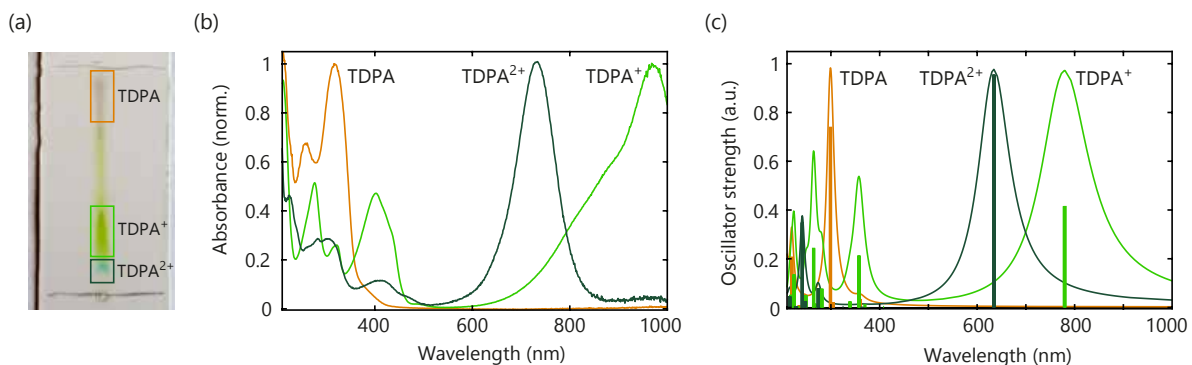 (a)
TDPA
TDPA⁺
TDPA²⁺
(b)
Absorbance (norm.)
1
0.8
0.6
0.4
0.2
0
TDPA
TDPA²⁺
TDPA⁺
400
600
800
1000
Wavelength (nm)
(c)
Oscillator strength (a.u.)
1
0.8
0.6
0.4
0.2
0
TDPA
TDPA²⁺
TDPA⁺
400
600
800
1000
Wavelength (nm)